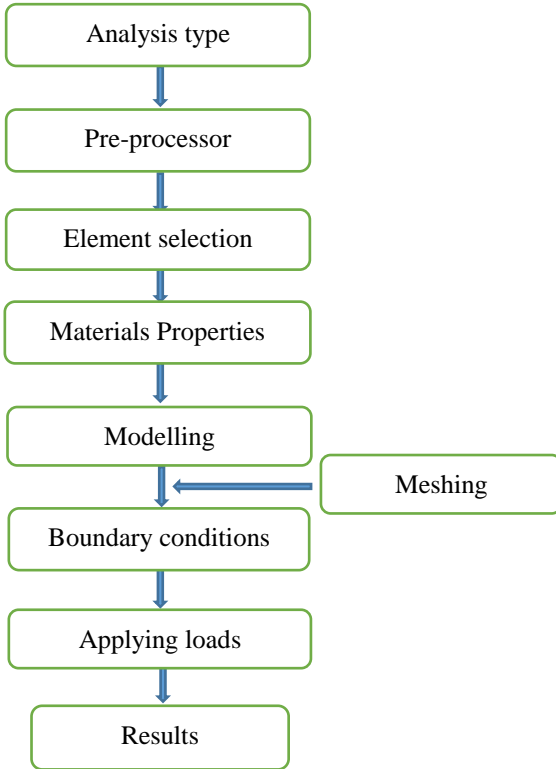 Analysis type
Pre-processor
Element selection
Materials Properties
Modelling
Meshing
Boundary conditions
Applying loads
Results